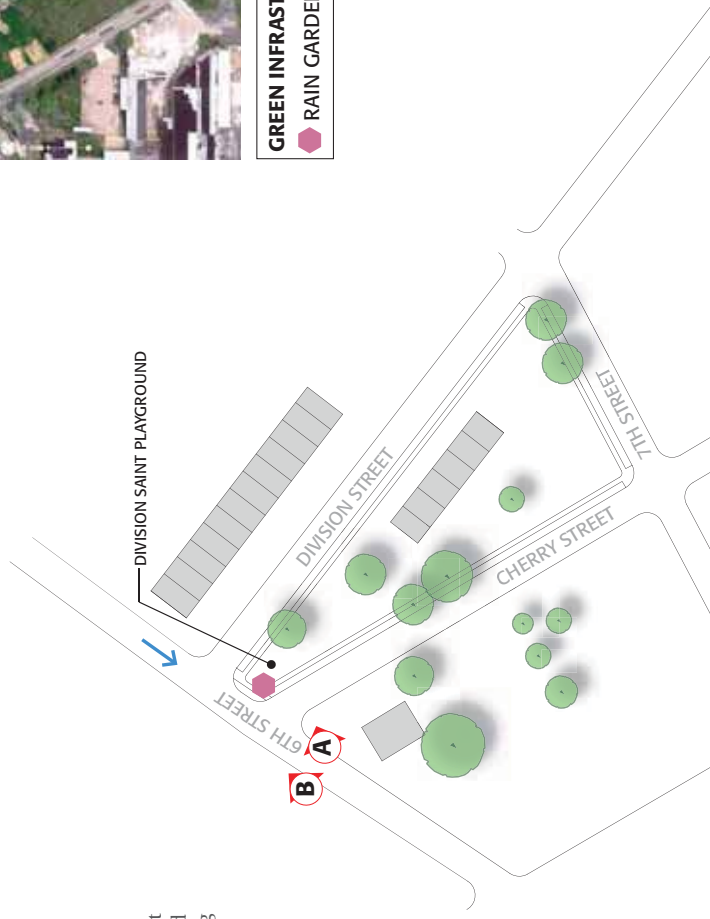 GREEN INFRAST
RAIN GARDE
DIVISION SAINT PLAYGROUND
DIVISION STREET
7TH STREET
CHERRY STREET
6TH STREET
A
B
t
g